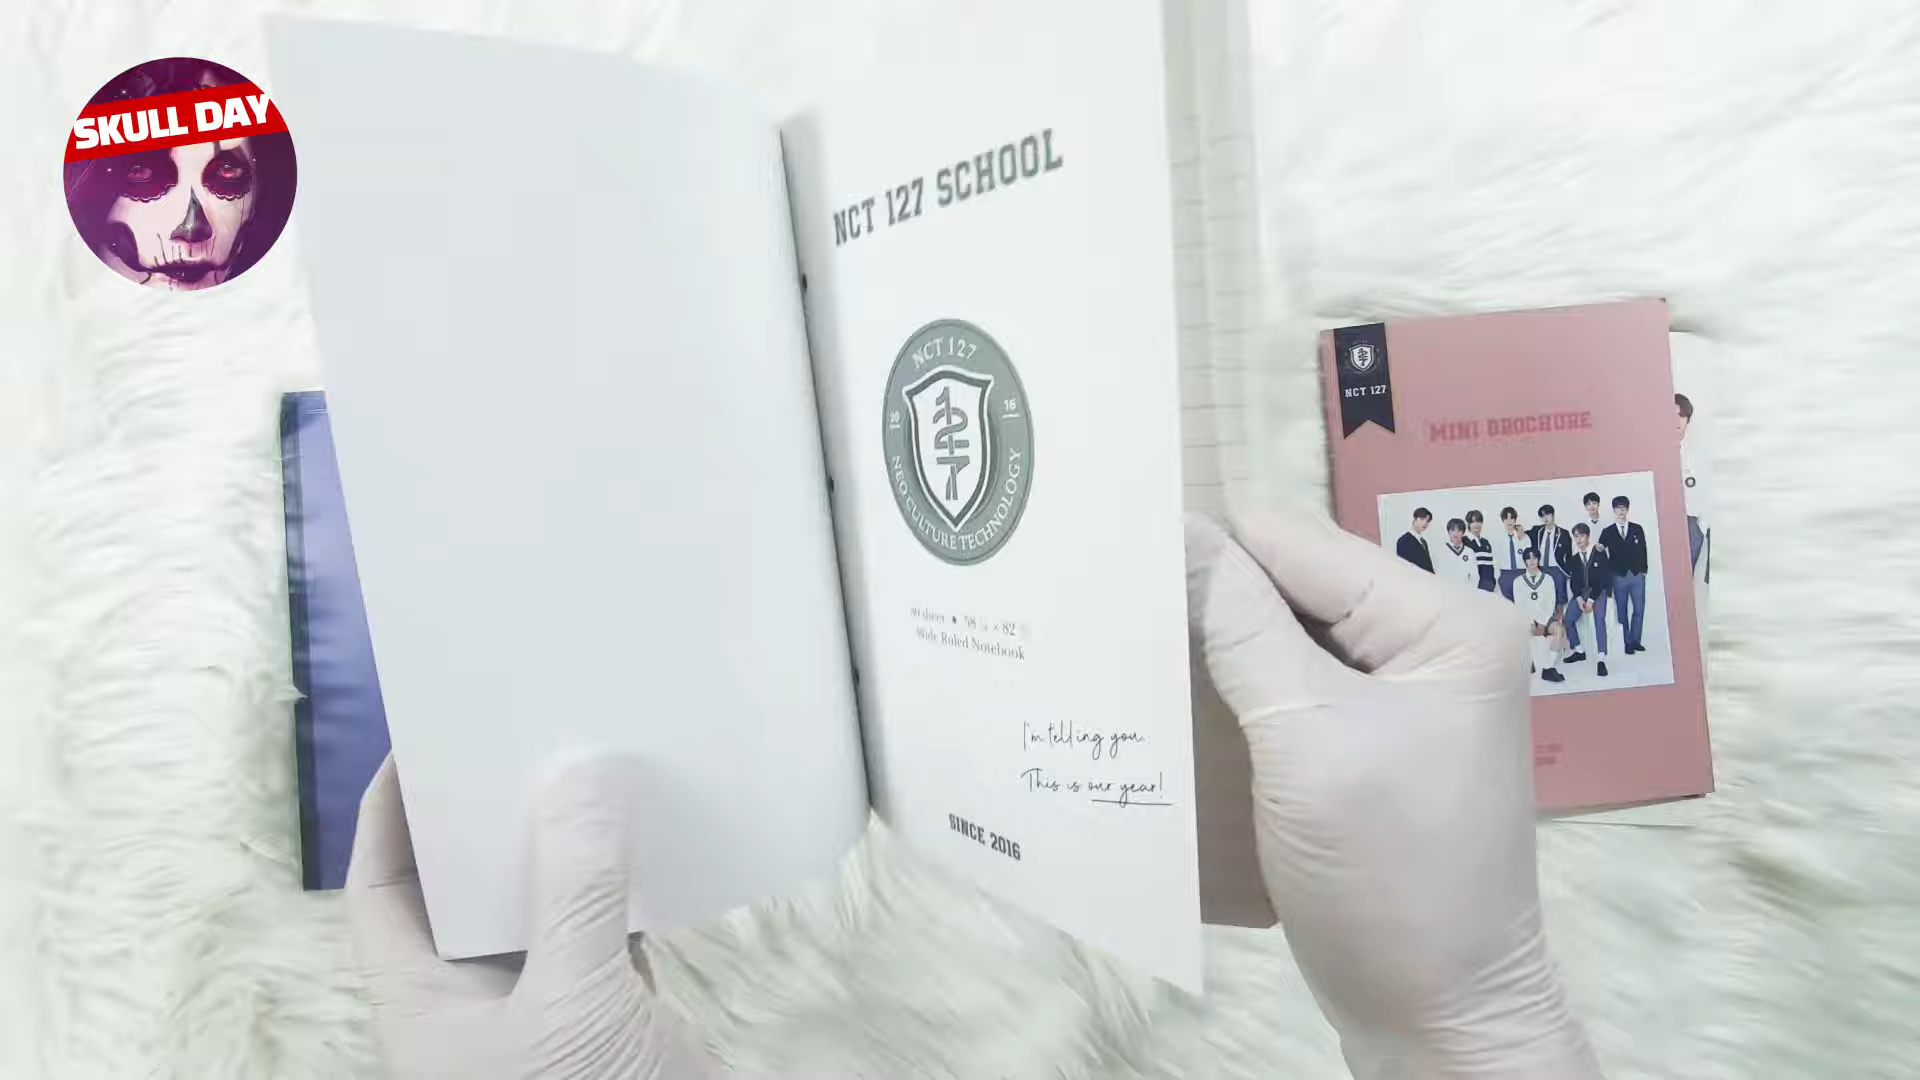 SKULL DAY
NCT 127 SCHOOL
NCT 127
20 16
NEO CULTURE TECHNOLOGY
127
Wide Ruled Notebook
I'm telling you.
This is our year!
SINCE 2016
NCT 127
MINI BROCHURE